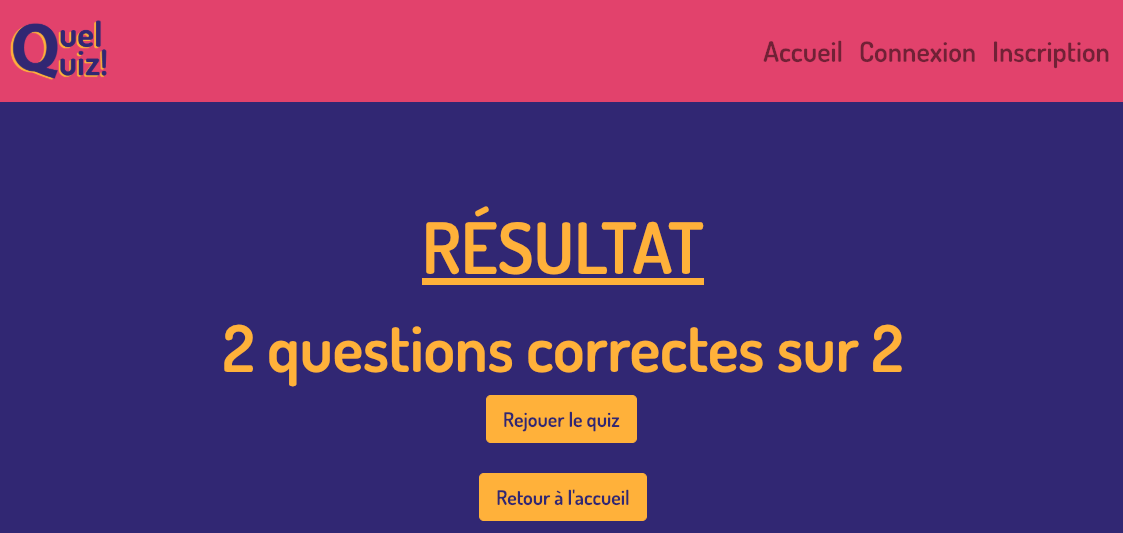 Quel
Quiz!
Accueil Connexion Inscription
RÉSULTAT
2 questions correctes sur 2
Rejouer le quiz
Retour à l'accueil